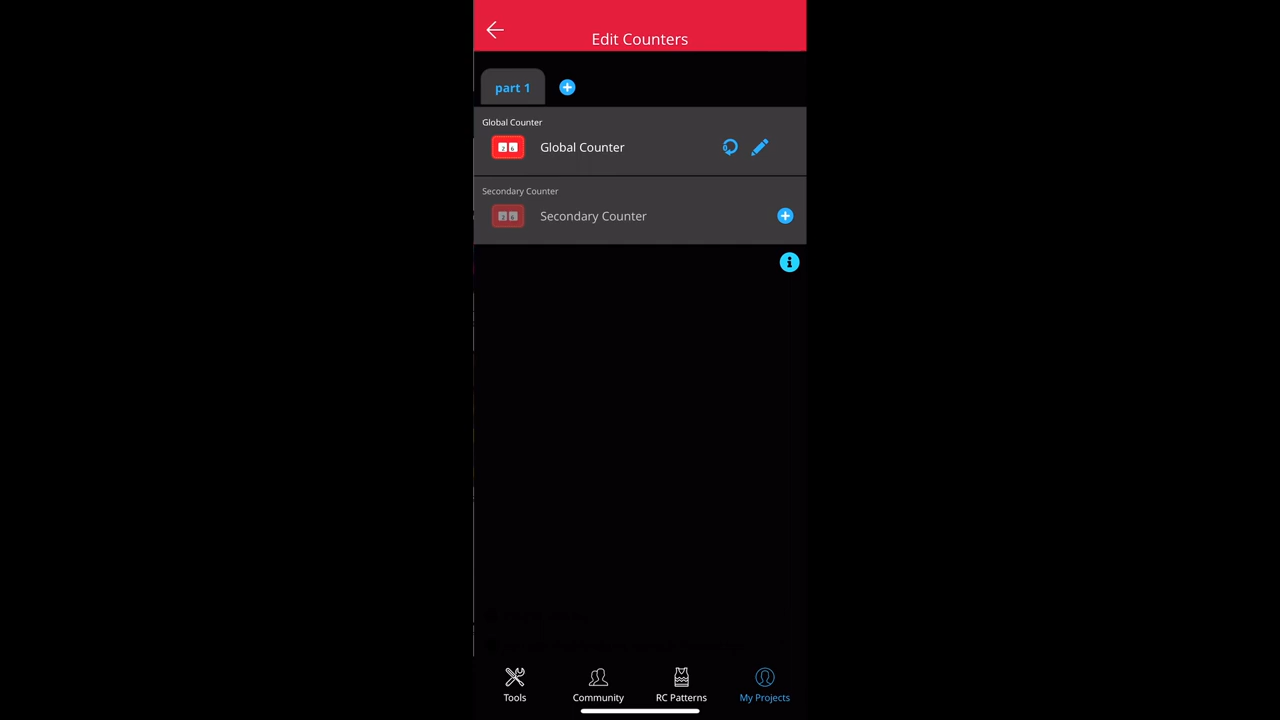 Edit Counters
part 1
Global Counter
Global Counter
Secondary Counter
Secondary Counter
Tools
Community
RC Patterns
My Projects